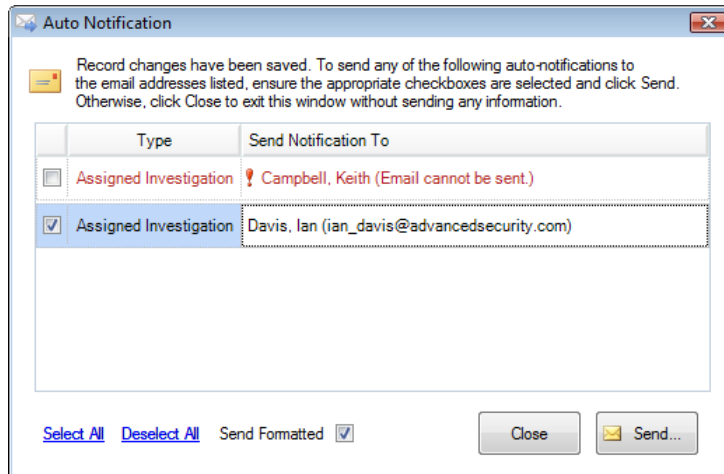 Auto Notification
Record changes have been saved. To send any of the following auto-notifications to
the email addresses listed, ensure the appropriate checkboxes are selected and click Send.
Otherwise, click Close to exit this window without sending any information.
Type Send Notification To
Assigned Investigation Campbell, Keith (Email cannot be sent.)
Assigned Investigation Davis, Ian (ian_davis@advancedsecurity.com)
Select All Deselect All Send Formatted Close Send...